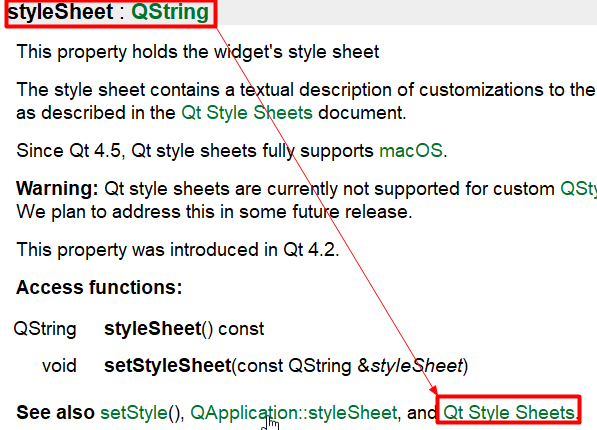 styleSheet : QString
This property holds the widget's style sheet
The style sheet contains a textual description of customizations to the
as described in the Qt Style Sheets document.
Since Qt 4.5, Qt style sheets fully supports macOS.
Warning: Qt style sheets are currently not supported for custom QSty
We plan to address this in some future release.
This property was introduced in Qt 4.2.
Access functions:
QString styleSheet() const
void setStyleSheet(const QString &styleSheet)
See also setStyle(), QApplication::styleSheet, and Qt Style Sheets.